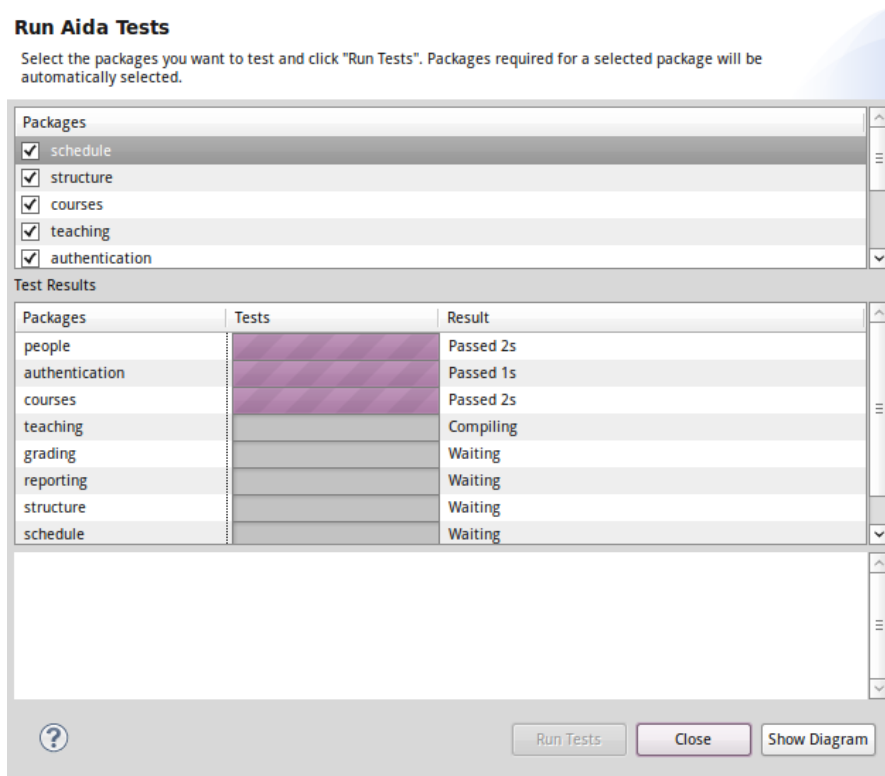 Run Aida Tests
Select the packages you want to test and click "Run Tests". Packages required for a selected package will be
automatically selected.
Packages
schedule
structure
courses
teaching
authentication
Test Results
Packages Tests Result
people Passed 2s
authentication Passed 1s
courses Passed 2s
teaching Compiling
grading Waiting
reporting Waiting
structure Waiting
schedule Waiting
? Run Tests Close Show Diagram